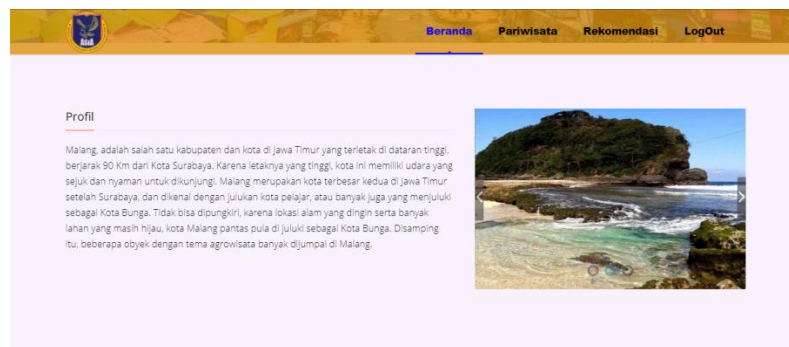 Beranda Pariwisata Rekomendasi LogOut
Profil
Malang, adalah salah satu kabupaten dan kota di Jawa Timur yang terletak di dataran tinggi,
berjarak 90 Km dari Kota Surabaya. Karena letaknya yang tinggi, kota ini memiliki udara yang
sejuk dan nyaman untuk dikunjungi. Malang merupakan kota terbesar kedua di Jawa Timur
setelah Surabaya, dan dikenal dengan julukan kota pelajar, atau banyak juga yang menjuluki
sebagai Kota Bunga. Tidak bisa dipungkiri, karena lokasi alam yang dingin serta banyak
lahan yang masih hijau, kota Malang pantas pula di juluki sebagai Kota Bunga. Disamping
itu, beberapa obyek dengan tema agrowisata banyak dijumpai di Malang.